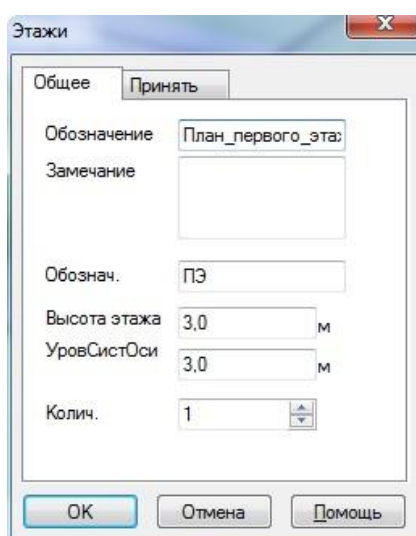 Этажи
Общее Принять
Обозначение План_первого_эта
Замечание
Обознач. ПЭ
Высота этажа 3,0 м
УровСистОси 3,0 м
Колич. 1
OK Отмена Помощь